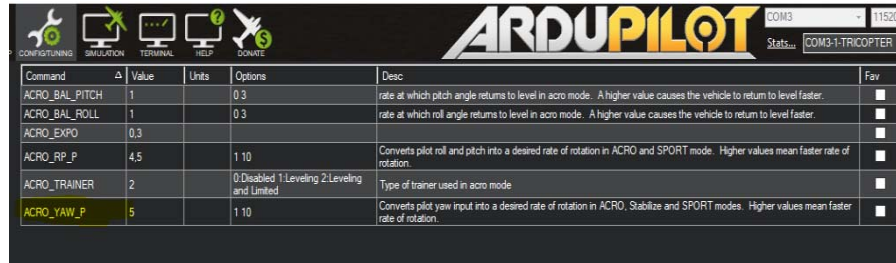 ARDUPILOT
COM3
11520
P CONFIG/TUNING SIMULATION TERMINAL HELP DONATE
Stats... COM3-1-TRICOPTER
Command Value Units Options Desc Fav
ACRO_BAL_PITCH 1 0 3 rate at which pitch angle returns to level in acro mode. A higher value causes the vehicle to return to level faster.
ACRO_BAL_ROLL 1 0 3 rate at which roll angle returns to level in acro mode. A higher value causes the vehicle to return to level faster.
ACRO_EXPO 0,3
ACRO_RP_P 4,5 1 10 Converts pilot roll and pitch into a desired rate of rotation in ACRO and SPORT mode. Higher values mean faster rate of
rotation.
ACRO_TRAINER 2 0:Disabled 1:Leveling 2:Leveling
and Limited Type of trainer used in acro mode
ACRO_YAW_P 5 1 10 Converts pilot yaw input into a desired rate of rotation in ACRO, Stabilize and SPORT modes. Higher values mean faster
rate of rotation.